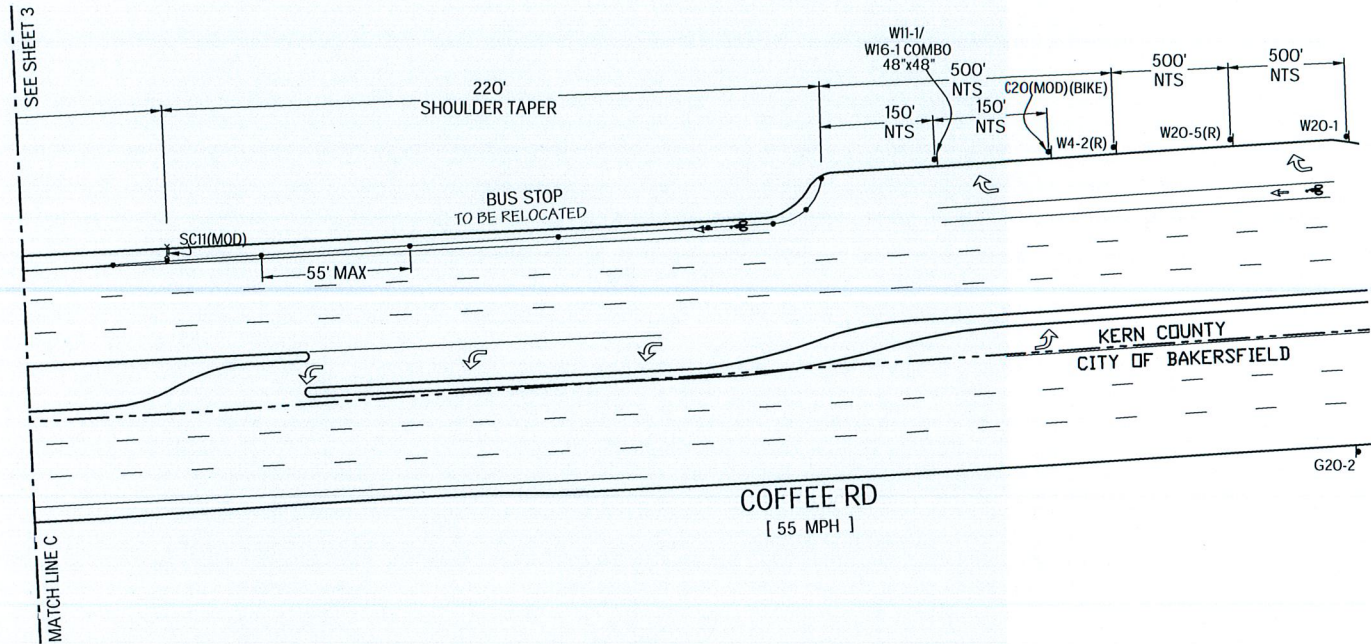 SEE SHEET 3
220'
SHOULDER TAPER
W11-1/
W16-1 COMBO
48"x48"
500'
NTS
500'
NTS
500'
NTS
C20(MOD)(BIKE)
150'
NTS
150'
NTS
W4-2(R)
W20-5(R)
W20-1
BUS STOP
TO BE RELOCATED
SC11(MOD)
55' MAX
KERN COUNTY
CITY OF BAKERSFIELD
G20-2
COFFEE RD
[ 55 MPH ]
MATCH LINE C